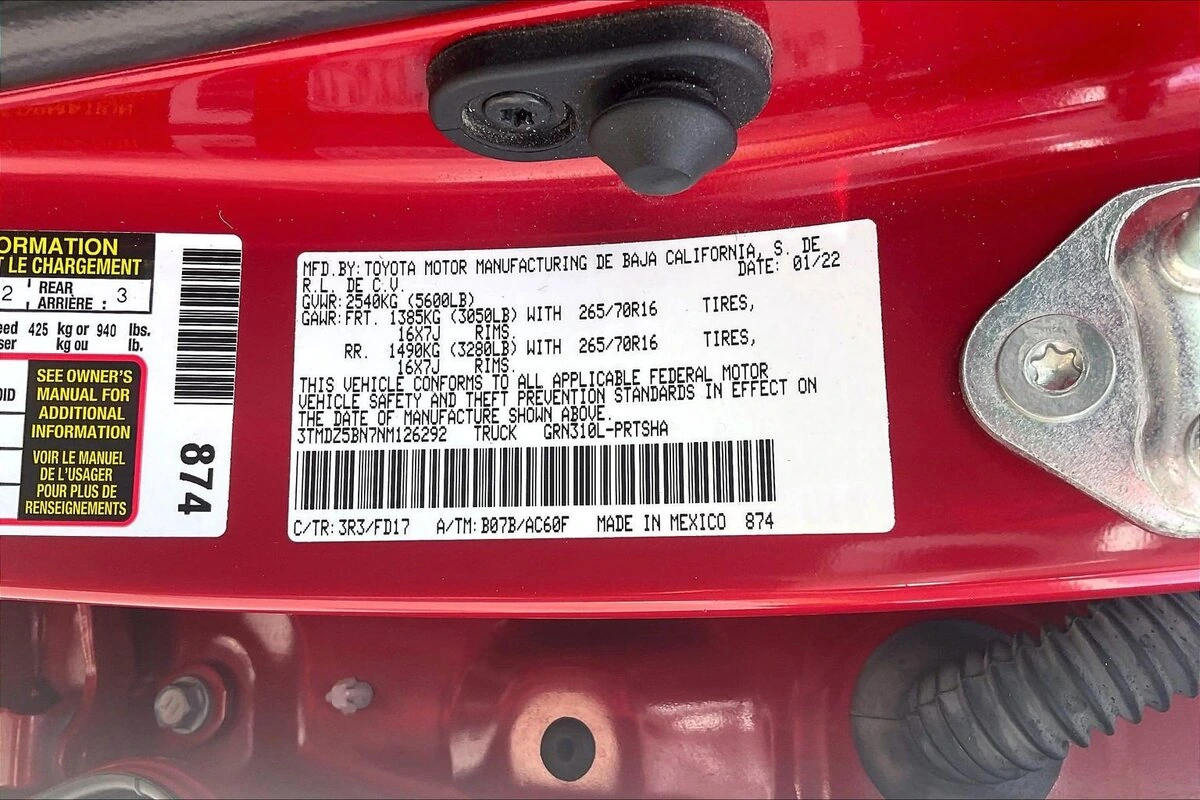 ORMATION
T LE CHARGEMENT
2 REAR ARRIÈRE : 3
eed 425 kg or 940 lbs.
ser kg ou lb.
OID
SEE OWNER'S
MANUAL FOR
ADDITIONAL
INFORMATION
VOIR LE MANUEL
DE L'USAGER
POUR PLUS DE
RENSEIGNEMENTS
874
MFD.BY: TOYOTA MOTOR MANUFACTURING DE BAJA CALIFORNIA, S. DE
R.L. DE C.V. DATE: 01/22
GVWR: 2540KG (5600LB)
GAWR: FRT. 1385KG (3050LB) WITH 265/70R16 TIRES,
16X7J RIMS.
RR. 1490KG (3280LB) WITH 265/70R16 TIRES,
16X7J RIMS.
THIS VEHICLE CONFORMS TO ALL APPLICABLE FEDERAL MOTOR
VEHICLE SAFETY AND THEFT PREVENTION STANDARDS IN EFFECT ON
THE DATE OF MANUFACTURE SHOWN ABOVE.
3TMDZ5BN7NM126292 TRUCK GRN310L-PRTSHA
C/TR: 3R3/FD17 A/TM: B07B/AC60F MADE IN MEXICO 874